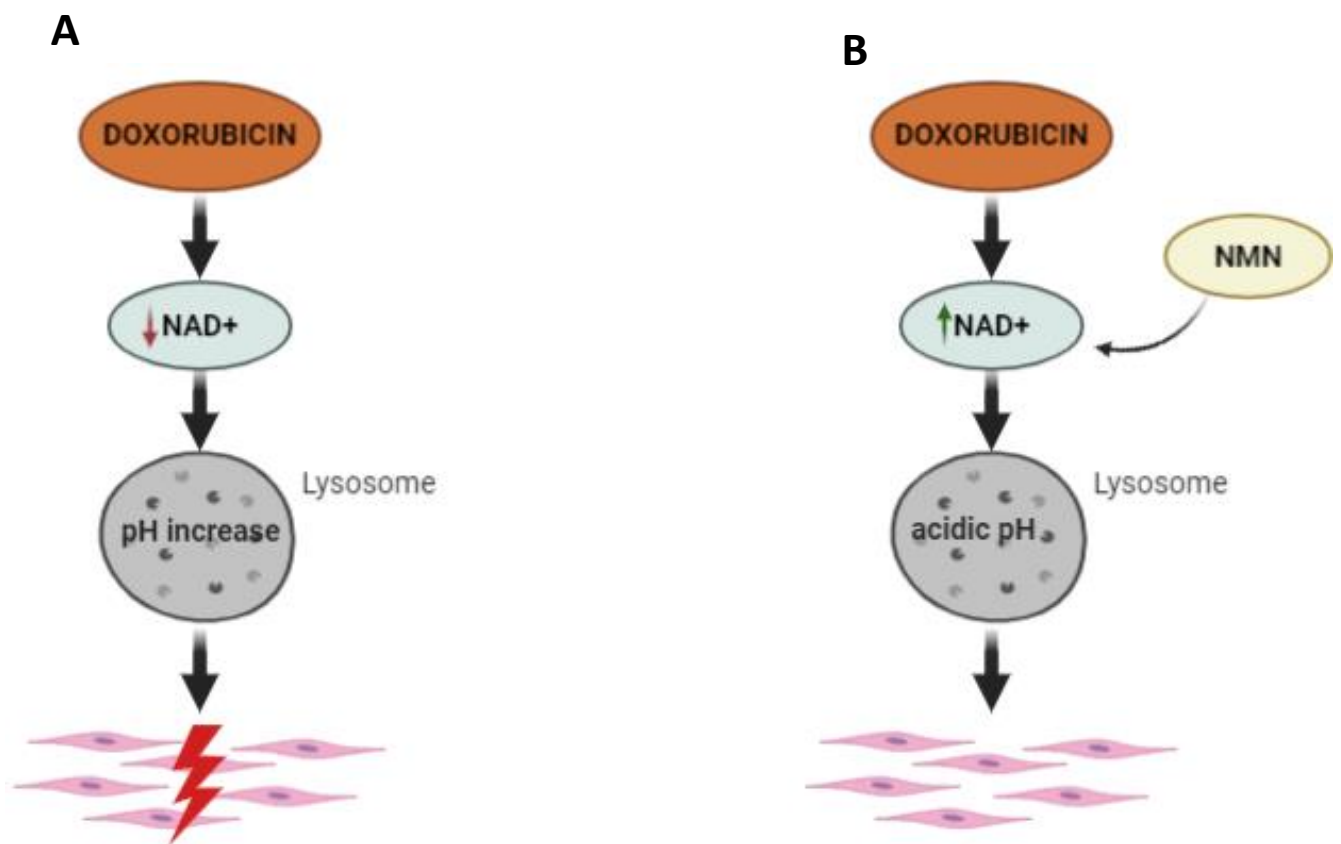 A
DOXORUBICIN
NAD+
Lysosome
pH increase
B
DOXORUBICIN
NMN
NAD+
Lysosome
acidic pH